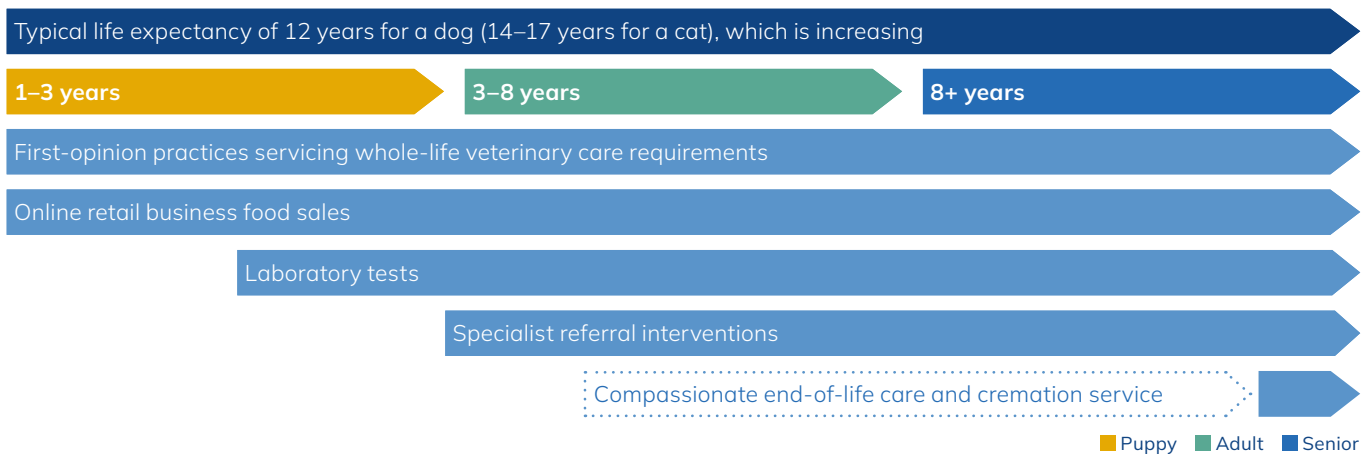 Typical life expectancy of 12 years for a dog (14–17 years for a cat), which is increasing
1–3 years
3–8 years
8+ years
First-opinion practices servicing whole-life veterinary care requirements
Online retail business food sales
Laboratory tests
Specialist referral interventions
Compassionate end-of-life care and cremation service
Puppy Adult Senior